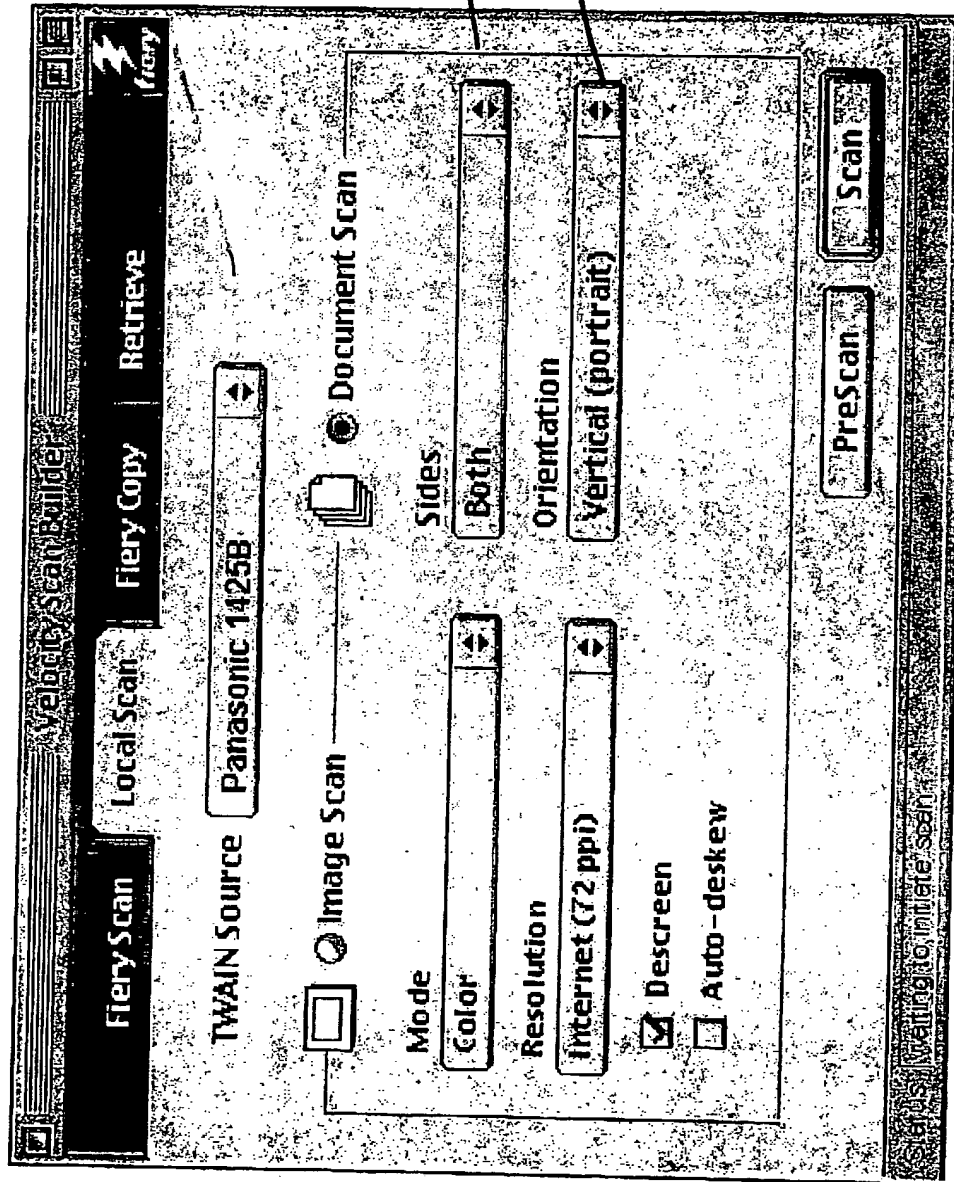 Velocity Scan Builder
Fiery Scan
Local Scan
Fiery Copy
Retrieve
fiery
TWAIN Source
Panasonic 1425B
Image Scan
Document Scan
Mode
Color
Sides
Both
Resolution
Internet (72 ppi)
Orientation
Vertical (portrait)
Descreen
Auto-deskew
PreScan
Scan
Status: Waiting to initiate scan